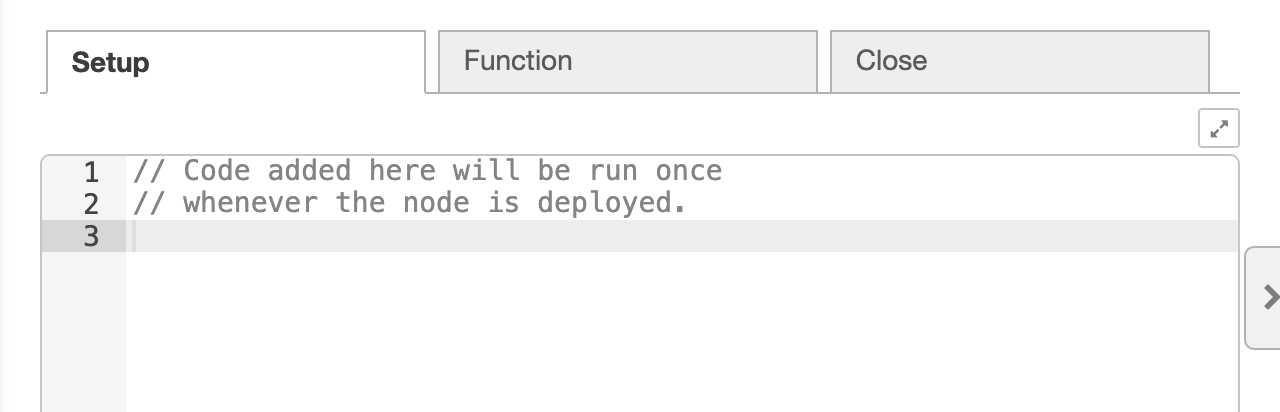 Setup
Function
Close
1 // Code added here will be run once
2 // whenever the node is deployed.
3